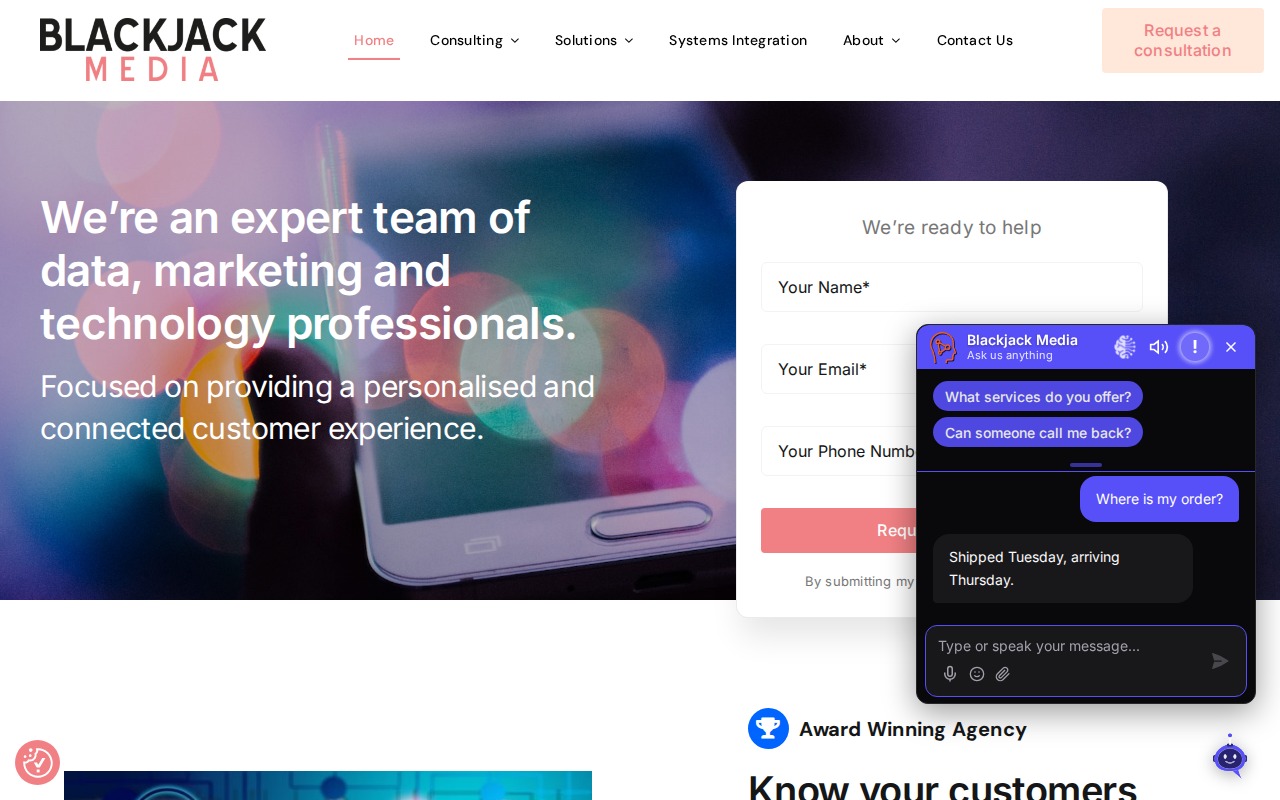 BLACKJACK
MEDIA
Home
Consulting
Solutions
Systems Integration
About
Contact Us
Request a
consultation
We’re an expert team of
data, marketing and
technology professionals.
Focused on providing a personalised and
connected customer experience.
We’re ready to help
Your Name*
Your Email*
Your Phone
By submitting my
Blackjack Media
Ask us anything
What services do you offer?
Can someone call me back?
Where is my order?
Shipped Tuesday, arriving
Thursday.
Type or speak your message...
Award Winning Agency
Know your customers